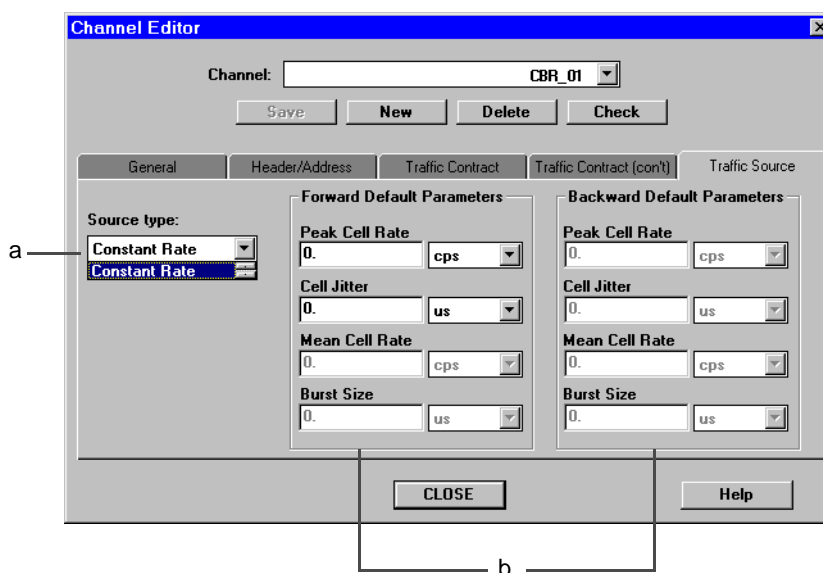 Channel Editor
Channel: CBR_01
Save New Delete Check
General Header/Address Traffic Contract Traffic Contract (con't) Traffic Source
Forward Default Parameters Backward Default Parameters
Source type:
Peak Cell Rate Peak Cell Rate
a Constant Rate 0. cps 0. cps
Constant Rate
Cell Jitter Cell Jitter
0. us 0. us
Mean Cell Rate Mean Cell Rate
0. cps 0. cps
Burst Size Burst Size
0. us 0. us
CLOSE Help
b